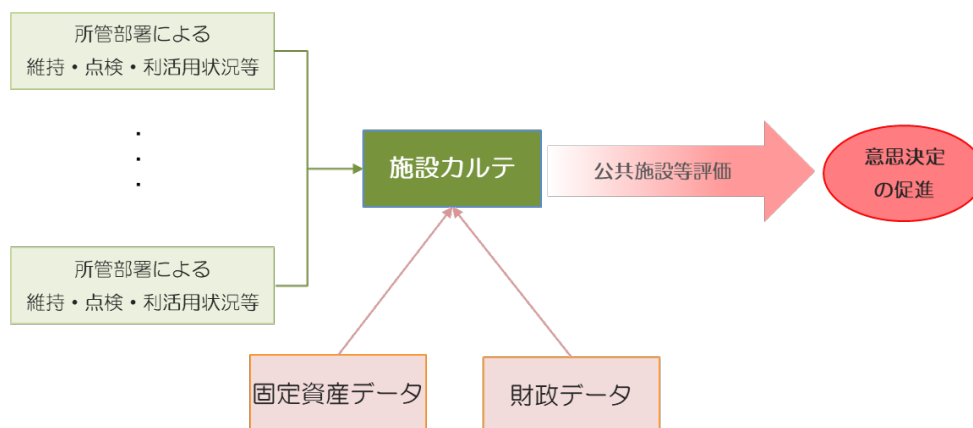 所管部署による
維持・点検・利活用状況等
・
・
・
所管部署による
維持・点検・利活用状況等
施設カルテ
公共施設等評価
意思決定
の促進
固定資産データ
財政データ